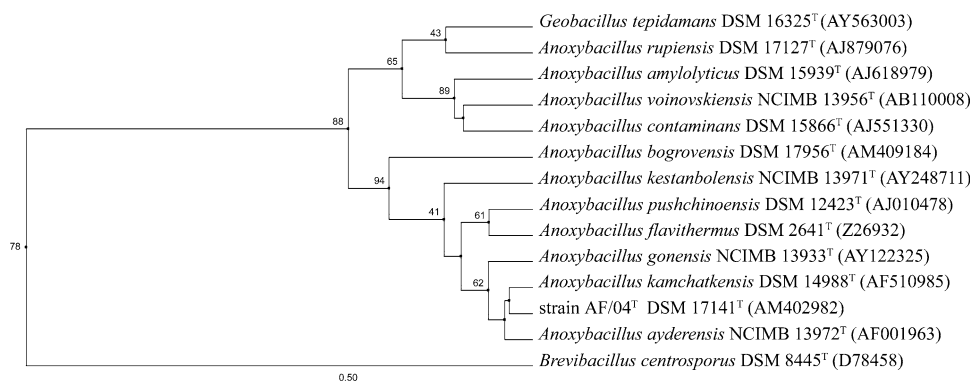 Geobacillus tepidamans DSM 16325ᵀ (AY563003)
43
Anoxybacillus rupiensis DSM 17127ᵀ (AJ879076)
65
Anoxybacillus amylolyticus DSM 15939ᵀ (AJ618979)
89
Anoxybacillus voinovskiensis NCIMB 13956ᵀ (AB110008)
88
Anoxybacillus contaminans DSM 15866ᵀ (AJ551330)
Anoxybacillus bogrovensis DSM 17956ᵀ (AM409184)
94
Anoxybacillus kestanbolensis NCIMB 13971ᵀ (AY248711)
Anoxybacillus pushchinoensis DSM 12423ᵀ (AJ010478)
41
61
Anoxybacillus flavithermus DSM 2641ᵀ (Z26932)
78
Anoxybacillus gonensis NCIMB 13933ᵀ (AY122325)
62
Anoxybacillus kamchatkensis DSM 14988ᵀ (AF510985)
strain AF/04ᵀ DSM 17141ᵀ (AM402982)
Anoxybacillus ayderensis NCIMB 13972ᵀ (AF001963)
Brevibacillus centrosporus DSM 8445ᵀ (D78458)
0.50